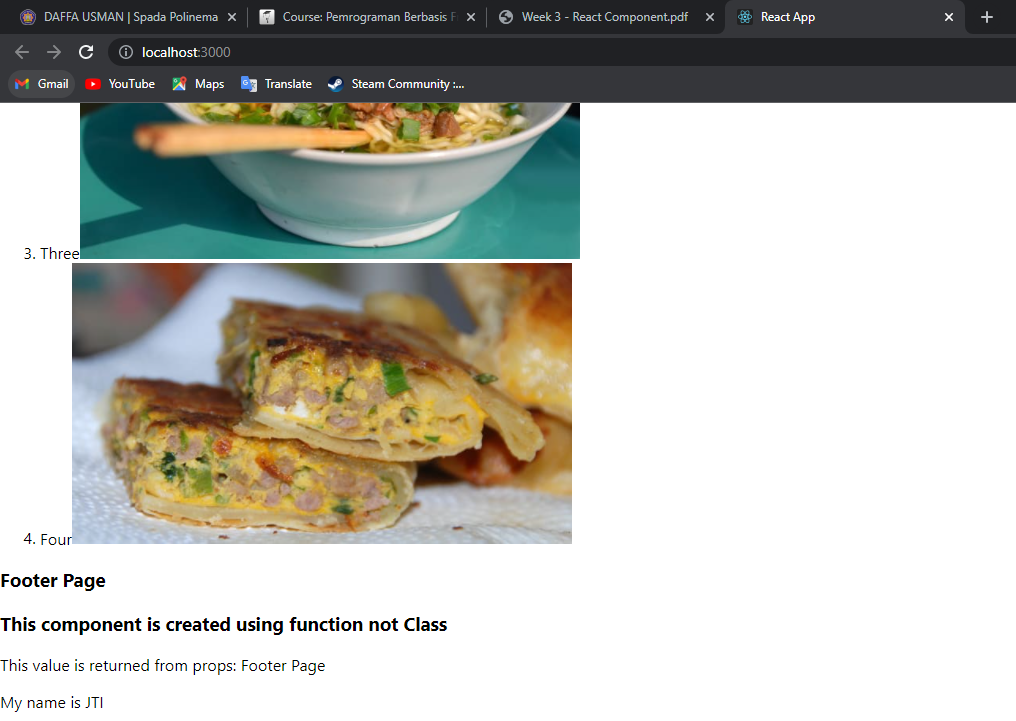 DAFFA USMAN | Spada Polinema
Course: Pemrograman Berbasis F
Week 3 - React Component.pdf
React App
localhost:3000
Gmail
YouTube
Maps
Translate
Steam Community :...
3. Three
4. Four
Footer Page
This component is created using function not Class
This value is returned from props: Footer Page
My name is JTI